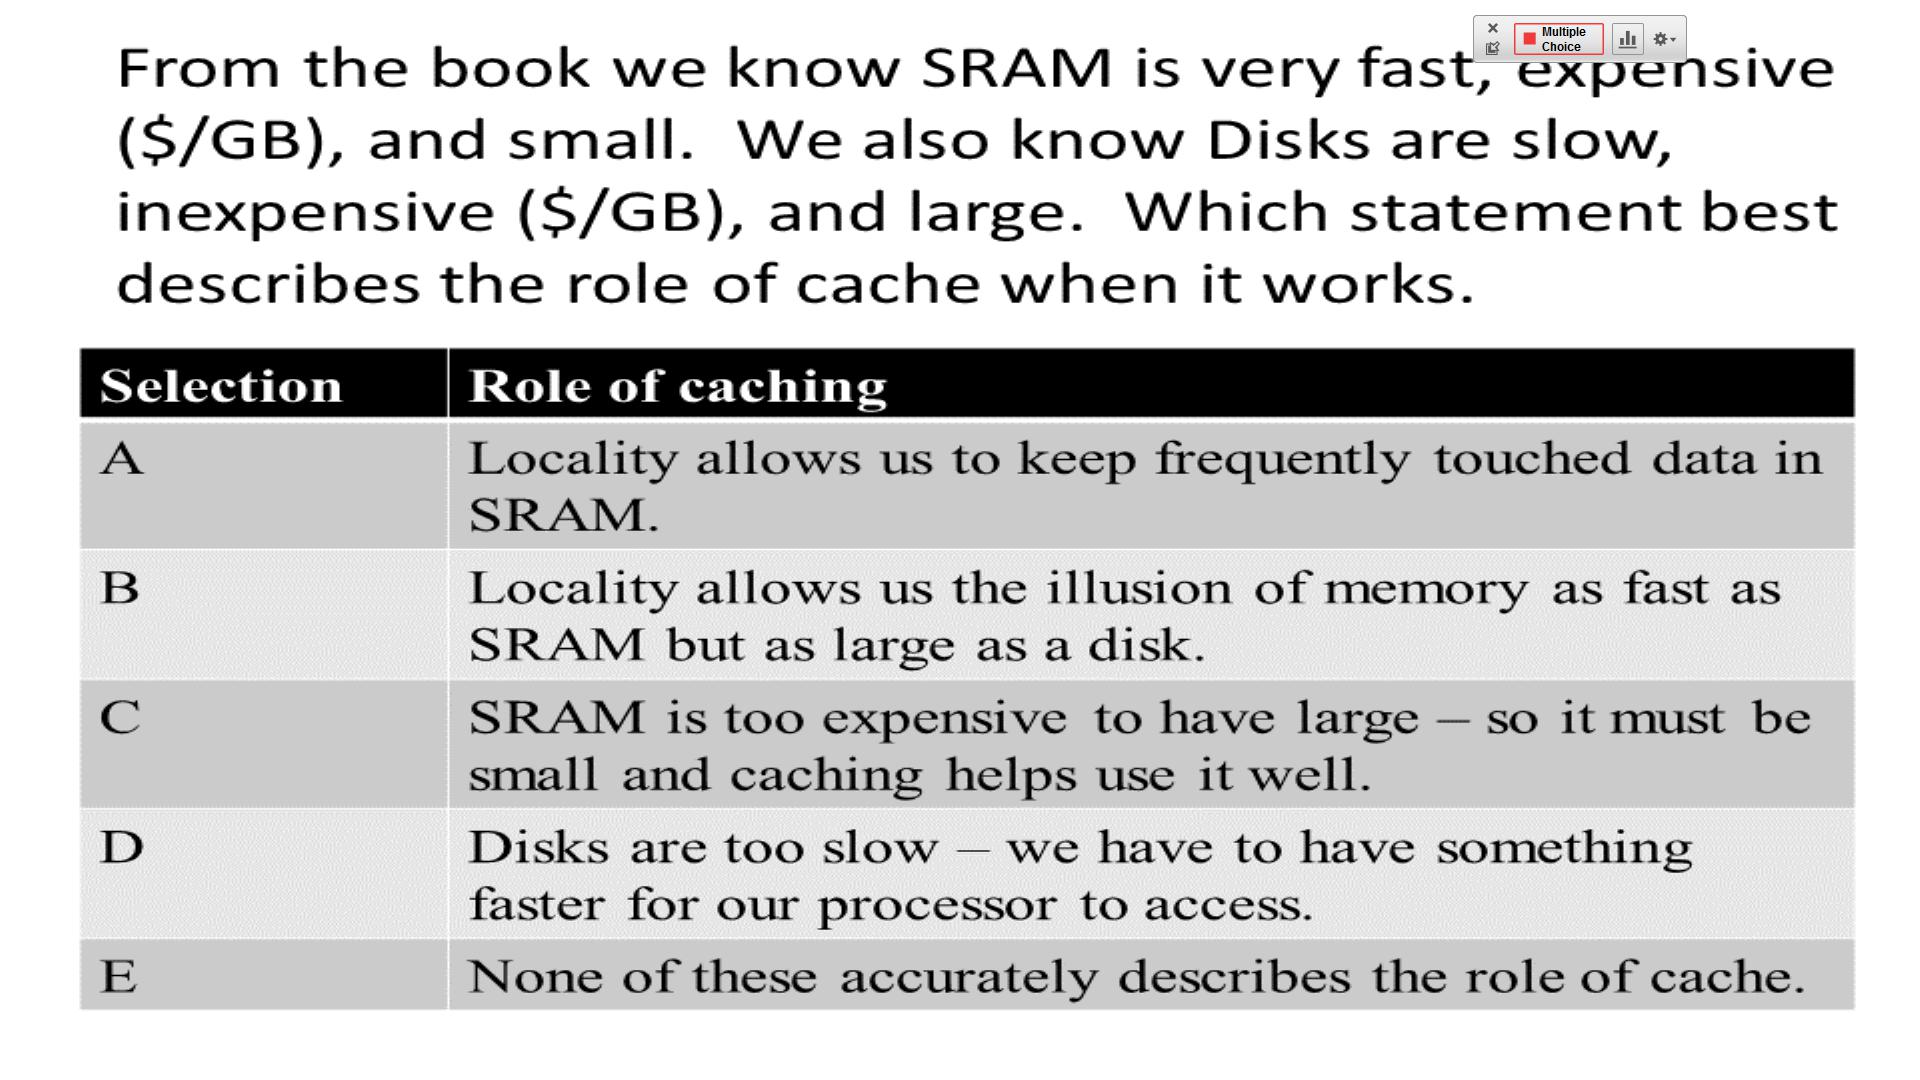 Multiple
Choice
From the book we know SRAM is very fast, expensive
($/GB), and small. We also know Disks are slow,
inexpensive ($/GB), and large. Which statement best
describes the role of cache when it works.
Selection Role of caching
A Locality allows us to keep frequently touched data in
SRAM.
B Locality allows us the illusion of memory as fast as
SRAM but as large as a disk.
C SRAM is too expensive to have large – so it must be
small and caching helps use it well.
D Disks are too slow – we have to have something
faster for our processor to access.
E None of these accurately describes the role of cache.